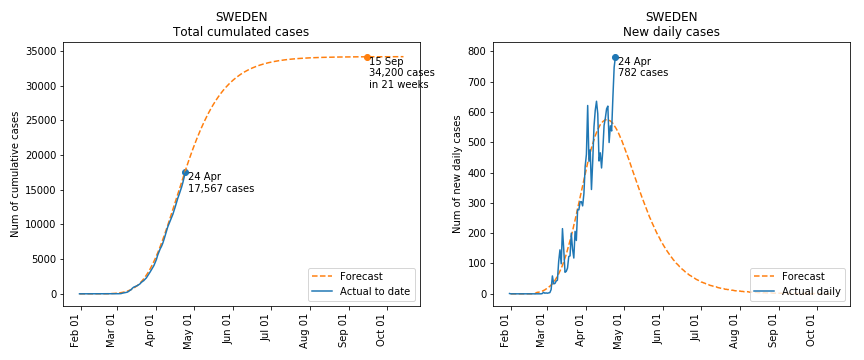 SWEDEN
Total cumulated cases
Num of cumulative cases
35000
30000
25000
20000
15000
10000
5000
0
15 Sep
34,200 cases
in 21 weeks
24 Apr
17,567 cases
Forecast
Actual to date
Feb 01
Mar 01
Apr 01
May 01
Jun 01
Jul 01
Aug 01
Sep 01
Oct 01
SWEDEN
New daily cases
Num of new daily cases
800
700
600
500
400
300
200
100
0
24 Apr
782 cases
Forecast
Actual daily
Feb 01
Mar 01
Apr 01
May 01
Jun 01
Jul 01
Aug 01
Sep 01
Oct 01